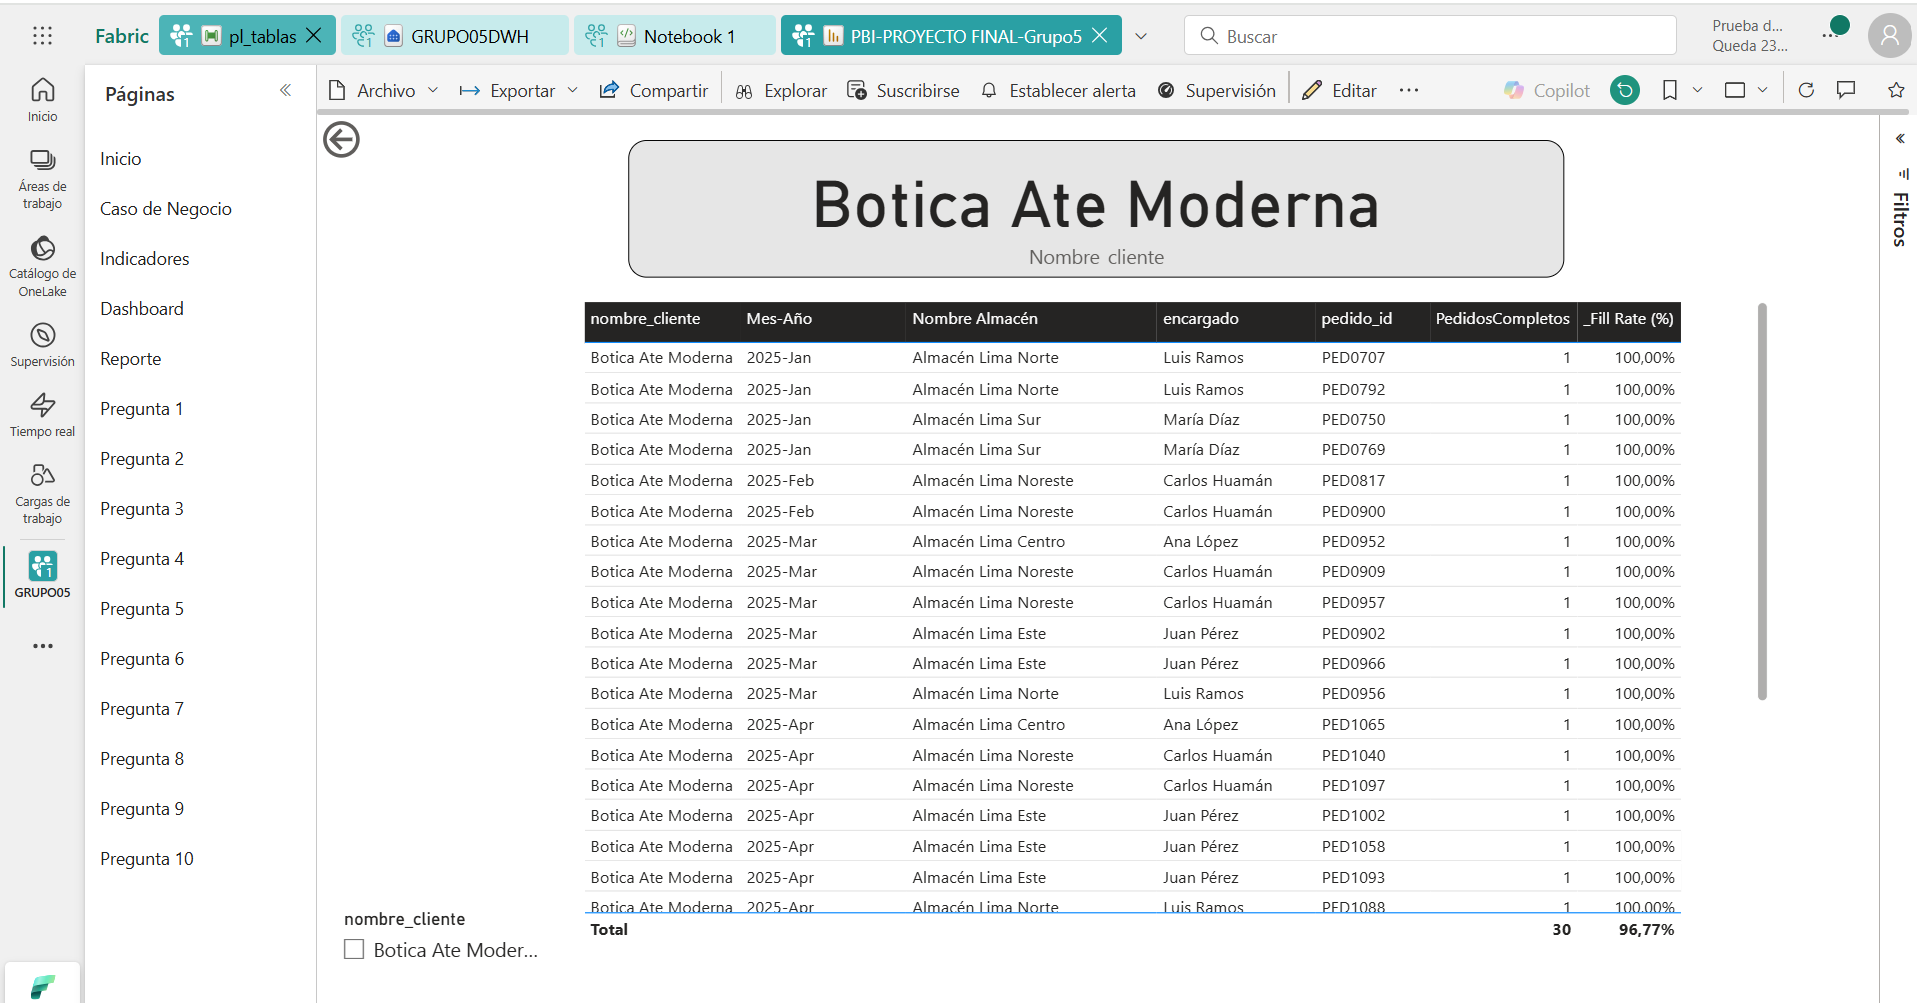 Fabric
pl_tablas
GRUPO05DWH
Notebook 1
PBI-PROYECTO FINAL-Grupo5
Buscar
Prueba d...
Queda 23...
Inicio
Áreas de
trabajo
Catálogo de
OneLake
Supervisión
Tiempo real
Cargas de
trabajo
GRUPO05
Páginas
Inicio
Caso de Negocio
Indicadores
Dashboard
Reporte
Pregunta 1
Pregunta 2
Pregunta 3
Pregunta 4
Pregunta 5
Pregunta 6
Pregunta 7
Pregunta 8
Pregunta 9
Pregunta 10
Archivo Exportar Compartir Explorar Suscribirse Establecer alerta Supervisión Editar Copilot
Filtros
Botica Ate Moderna
Nombre cliente
nombre_cliente Mes-Año Nombre Almacén encargado pedido_id PedidosCompletos _Fill Rate (%)
Botica Ate Moderna 2025-Jan Almacén Lima Norte Luis Ramos PED0707 1 100,00%
Botica Ate Moderna 2025-Jan Almacén Lima Norte Luis Ramos PED0792 1 100,00%
Botica Ate Moderna 2025-Jan Almacén Lima Sur María Díaz PED0750 1 100,00%
Botica Ate Moderna 2025-Jan Almacén Lima Sur María Díaz PED0769 1 100,00%
Botica Ate Moderna 2025-Feb Almacén Lima Noreste Carlos Huamán PED0817 1 100,00%
Botica Ate Moderna 2025-Feb Almacén Lima Noreste Carlos Huamán PED0900 1 100,00%
Botica Ate Moderna 2025-Mar Almacén Lima Centro Ana López PED0952 1 100,00%
Botica Ate Moderna 2025-Mar Almacén Lima Noreste Carlos Huamán PED0909 1 100,00%
Botica Ate Moderna 2025-Mar Almacén Lima Noreste Carlos Huamán PED0957 1 100,00%
Botica Ate Moderna 2025-Mar Almacén Lima Este Juan Pérez PED0902 1 100,00%
Botica Ate Moderna 2025-Mar Almacén Lima Este Juan Pérez PED0966 1 100,00%
Botica Ate Moderna 2025-Mar Almacén Lima Norte Luis Ramos PED0956 1 100,00%
Botica Ate Moderna 2025-Apr Almacén Lima Centro Ana López PED1065 1 100,00%
Botica Ate Moderna 2025-Apr Almacén Lima Noreste Carlos Huamán PED1040 1 100,00%
Botica Ate Moderna 2025-Apr Almacén Lima Noreste Carlos Huamán PED1097 1 100,00%
Botica Ate Moderna 2025-Apr Almacén Lima Este Juan Pérez PED1002 1 100,00%
Botica Ate Moderna 2025-Apr Almacén Lima Este Juan Pérez PED1058 1 100,00%
Botica Ate Moderna 2025-Apr Almacén Lima Este Juan Pérez PED1093 1 100,00%
Botica Ate Moderna 2025-Apr Almacén Lima Norte Luis Ramos PED1088 1 100,00%
Total 30 96,77%
nombre_cliente
Botica Ate Moder...